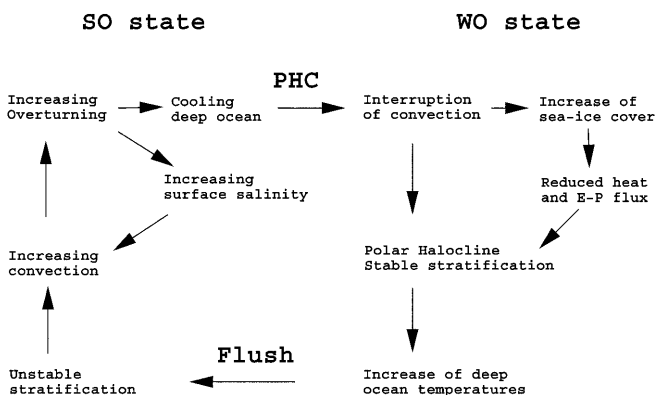 SO state
WO state
PHC
Increasing
Overturning
Cooling
deep ocean
Interruption
of convection
Increase of
sea-ice cover
Increasing
surface salinity
Reduced heat
and E-P flux
Increasing
convection
Polar Halocline
Stable stratification
Flush
Unstable
stratification
Increase of deep
ocean temperatures